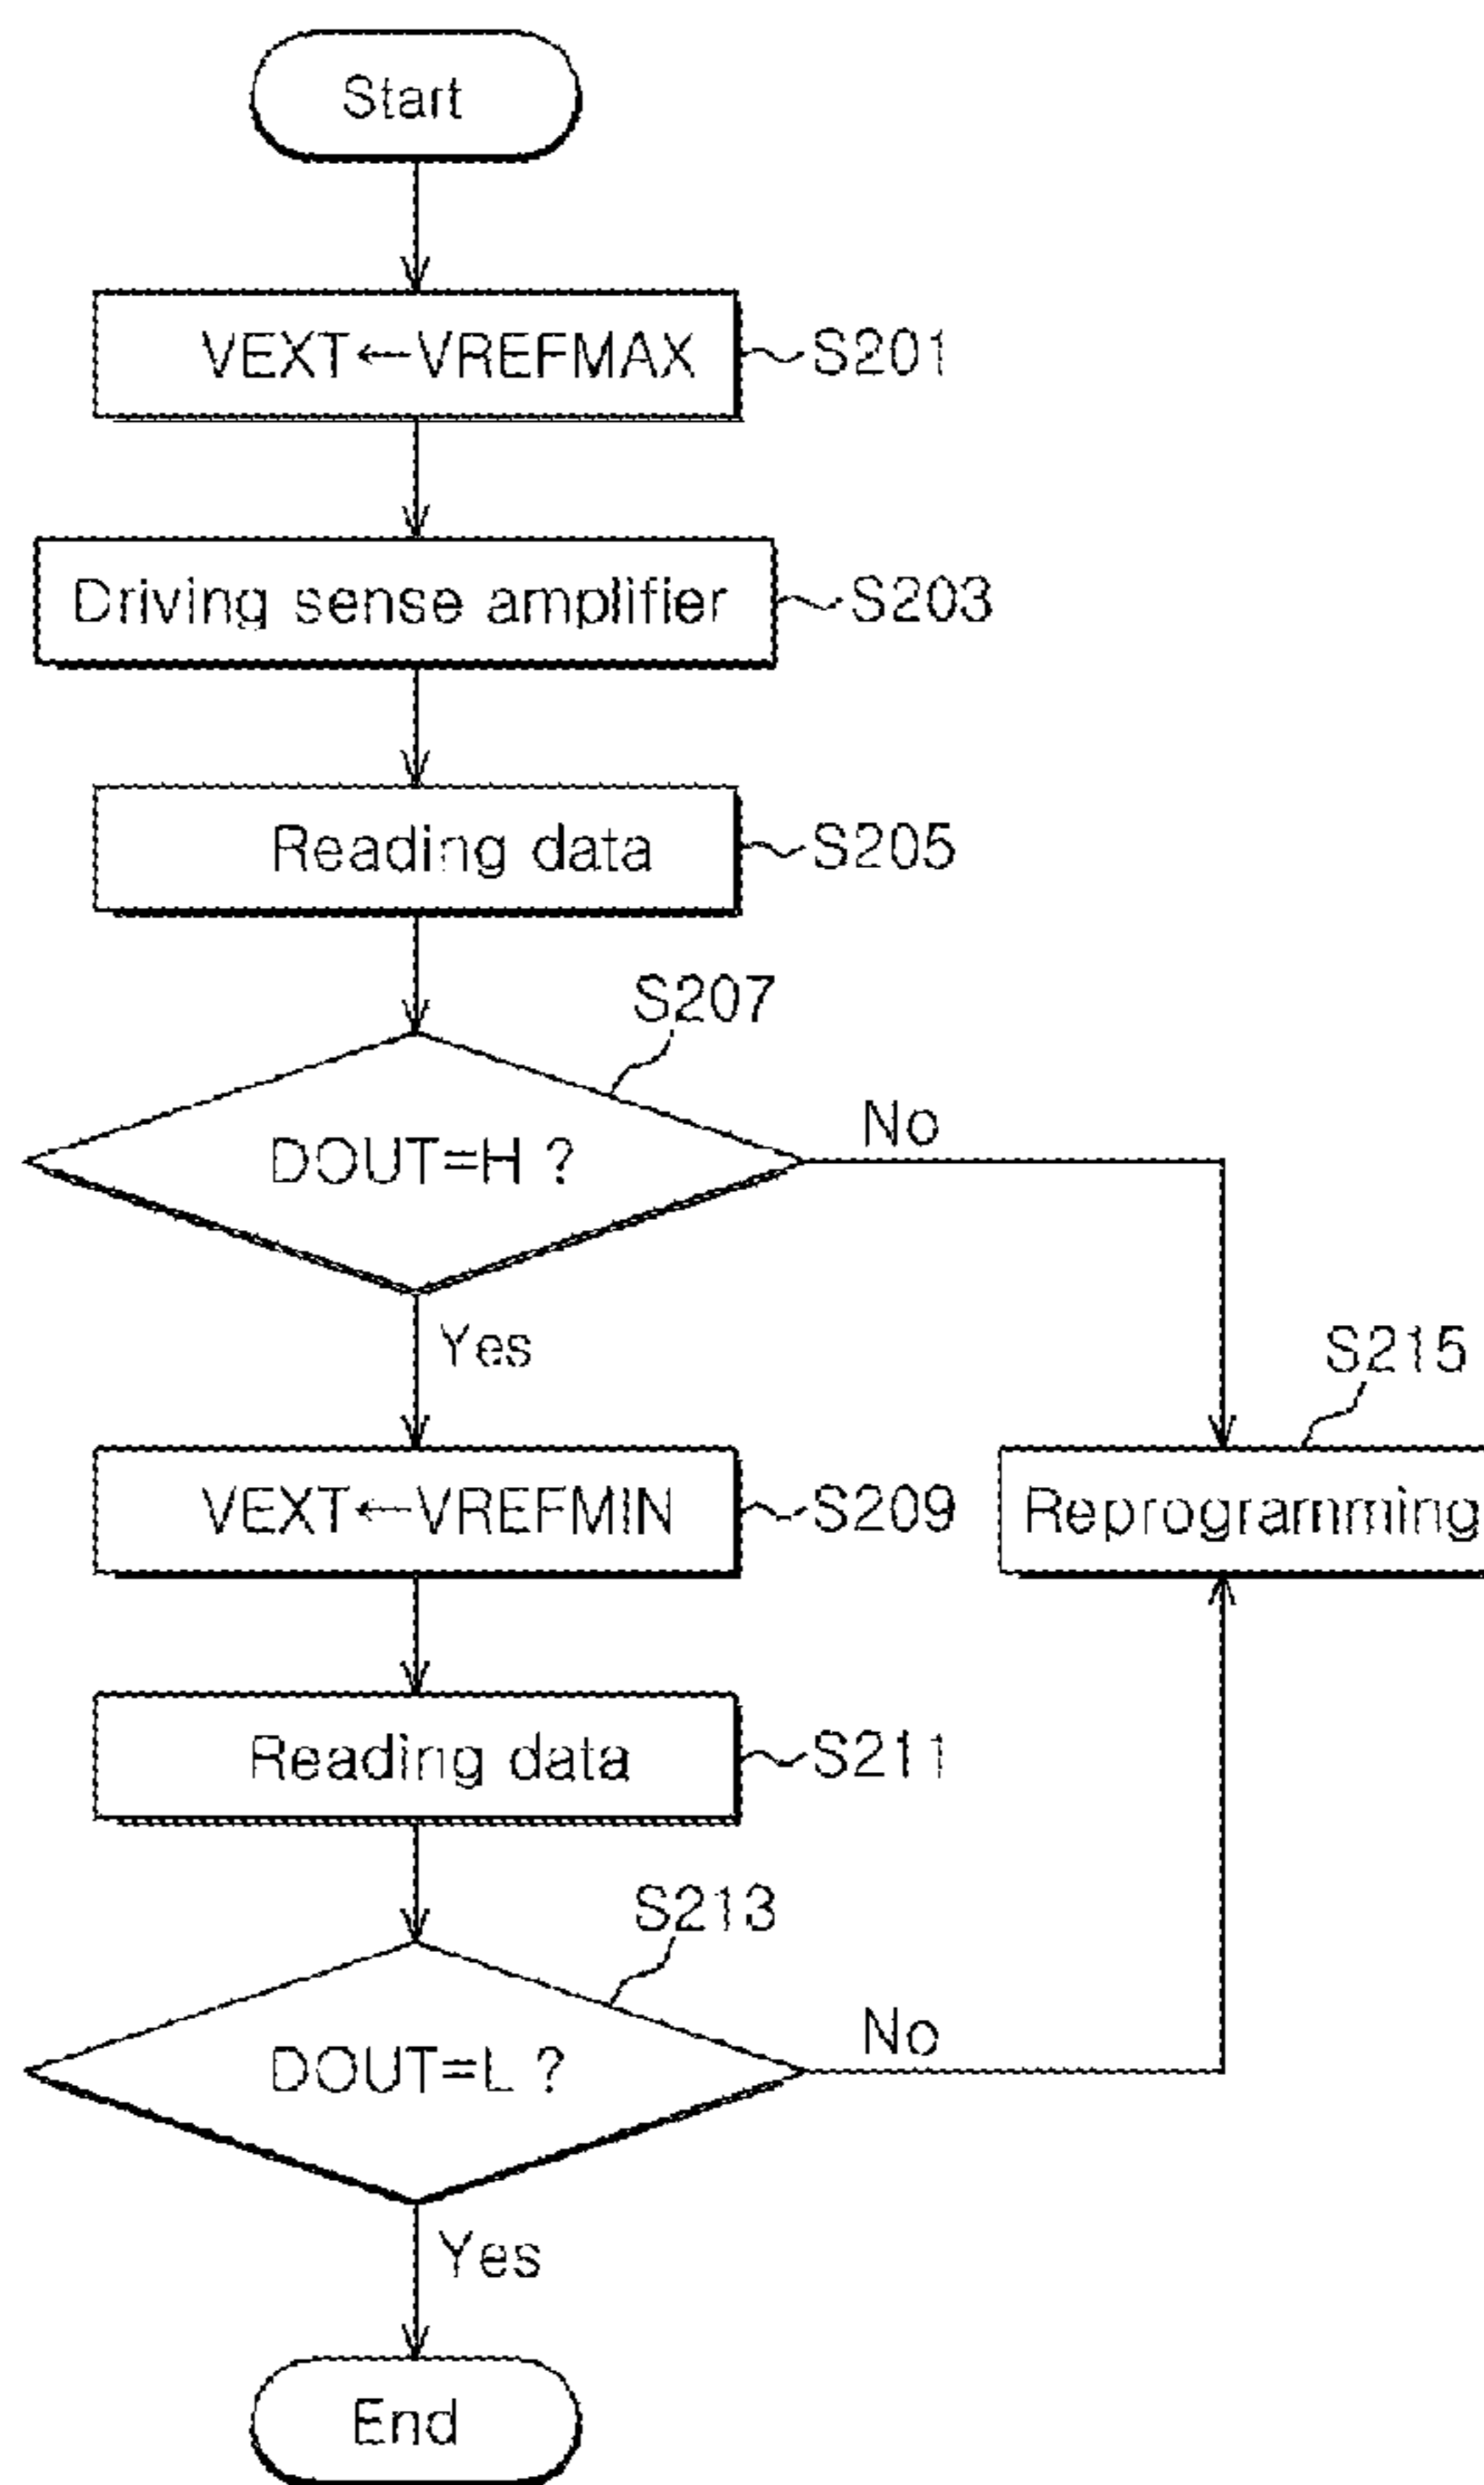 Start
VEXT←VREFMAX S201
Driving sense amplifier S203
Reading data S205
S207
DOUT=H ?
No
Yes
S215
VEXT←VREFMIN S209
Reprogramming
Reading data S211
S213
DOUT=L ?
No
Yes
End